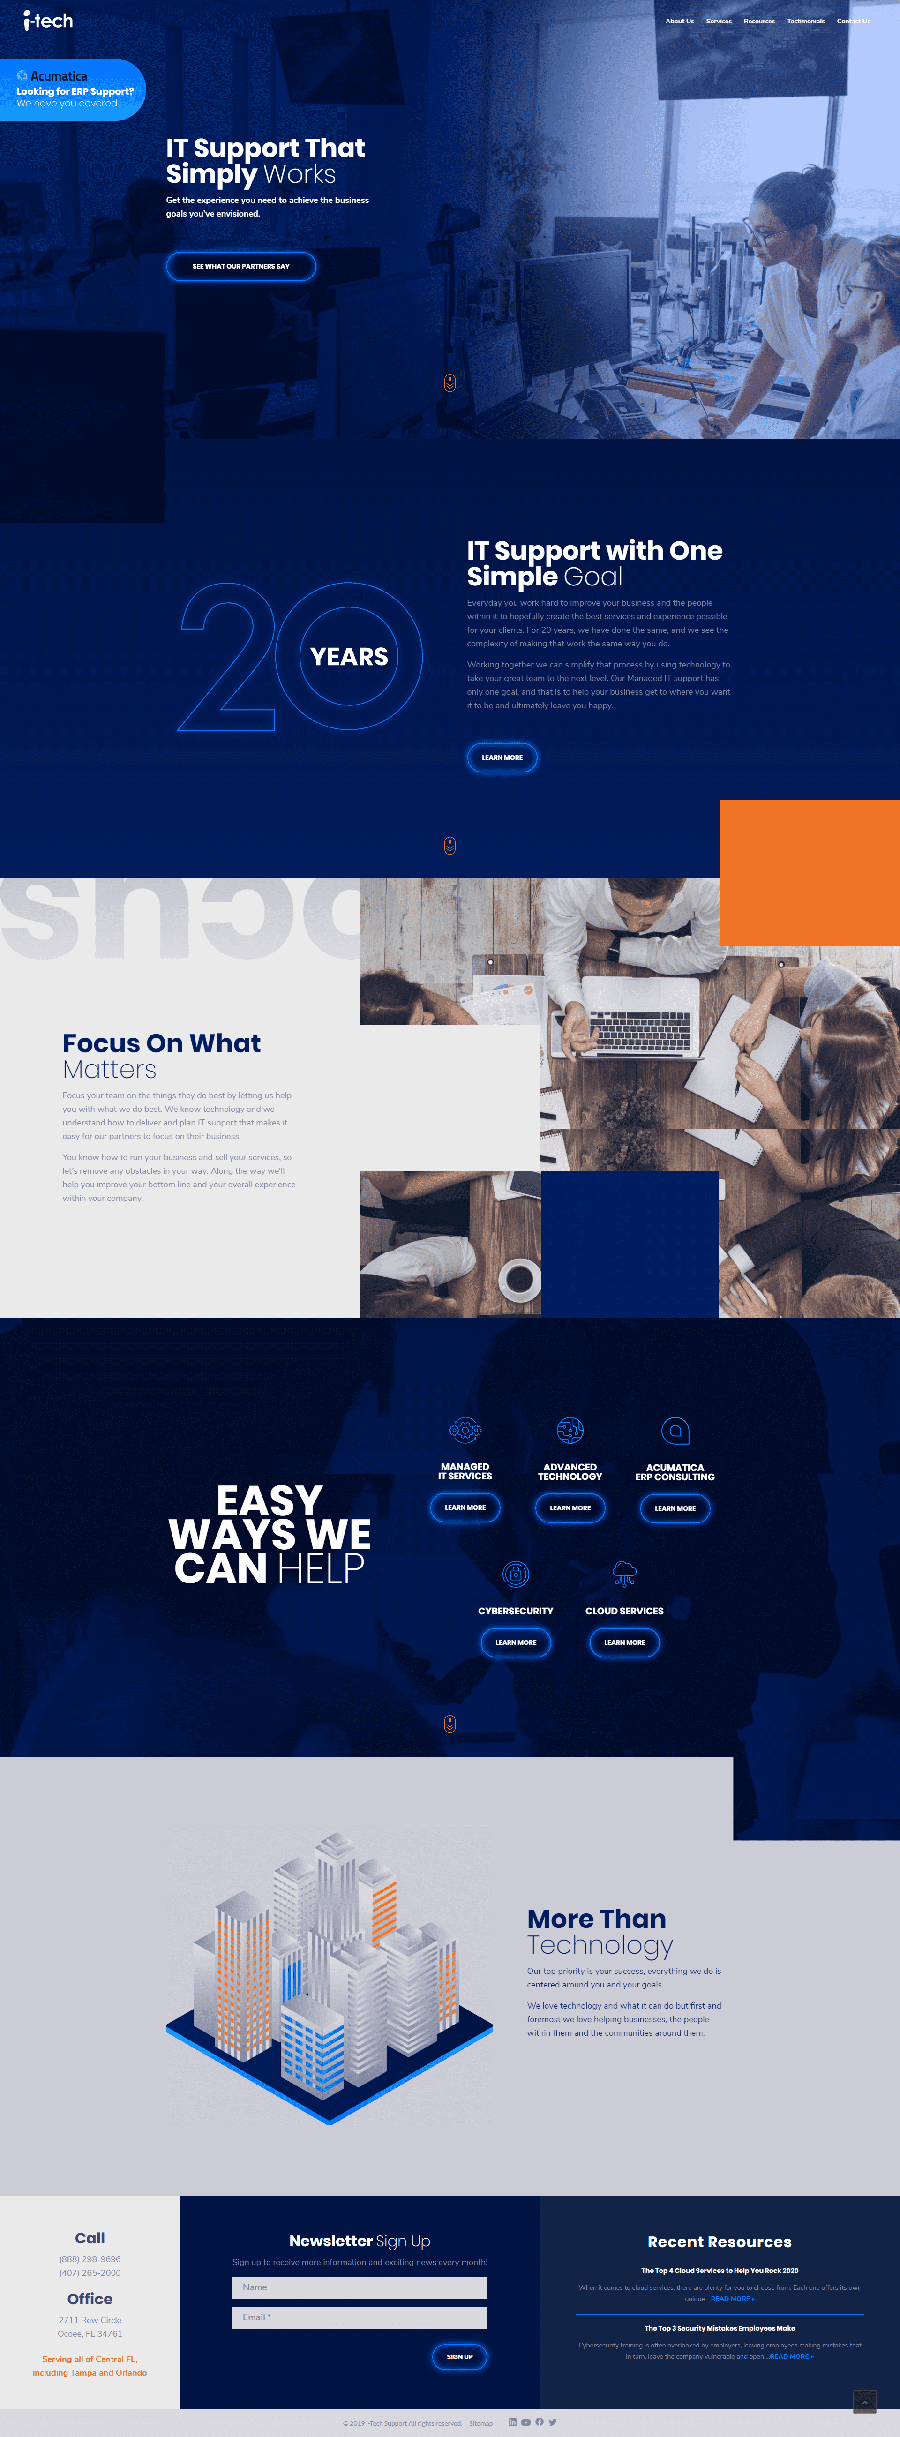 i-tech
About Us Services Resources Testimonials Contact Us
Acumatica
Looking for ERP Support?
We have you covered
IT Support That
Simply Works
Get the experience you need to achieve the business
goals you've envisioned.
SEE WHAT OUR PARTNERS SAY
20
YEARS
IT Support with One
Simple Goal
Everyday you work hard to improve your business and the people
within it to hopefully create the best services and experience possible
for your clients. For 20 years, we have done the same, and we see the
complexity of making that work the same way you do.
Working together we can simplify that process by using technology to
take your great team to the next level. Our Managed IT support has
only one goal, and that is to help your business get to where you want
it to be and ultimately leave you happy.
LEARN MORE
Focus On What
Matters
Focus your team on the things they do best by letting us help
you with what we do best. We know technology and we
understand how to deliver and plan IT support that makes it
easy for our partners to focus on their business.
You know how to run your business and sell your services, so
let's remove any obstacles in your way. Along the way we'll
help you improve your bottom line and your overall experience
within your company.
EASY
WAYS WE
CAN HELP
MANAGED
IT SERVICES
LEARN MORE
ADVANCED
TECHNOLOGY
LEARN MORE
ACUMATICA
ERP CONSULTING
LEARN MORE
CYBERSECURITY
LEARN MORE
CLOUD SERVICES
LEARN MORE
More Than
Technology
Our top priority is your success, everything we do is
centered around you and your goals.
We love technology and what it can do but first and
foremost we love helping businesses, the people
within them and the communities around them.
Call
(888) 298-9696
(407) 265-2000
Office
2711 Rew Circle
Ocoee, FL 34761
Serving all of Central FL,
including Tampa and Orlando
Newsletter Sign Up
Sign up to receive more information and exciting news every month!
Name
Email *
SIGN UP
Recent Resources
The Top 4 Cloud Services to Help You Rock 2020
When it comes to cloud services, there are plenty for you to choose from. Each one offers its own
unique ...READ MORE »
The Top 3 Security Mistakes Employees Make
Cybersecurity training is often overlooked by employers, leaving employees making mistakes that
in turn, leave the company vulnerable and open ...READ MORE »
© 2019 i-Tech Support All rights reserved. Sitemap